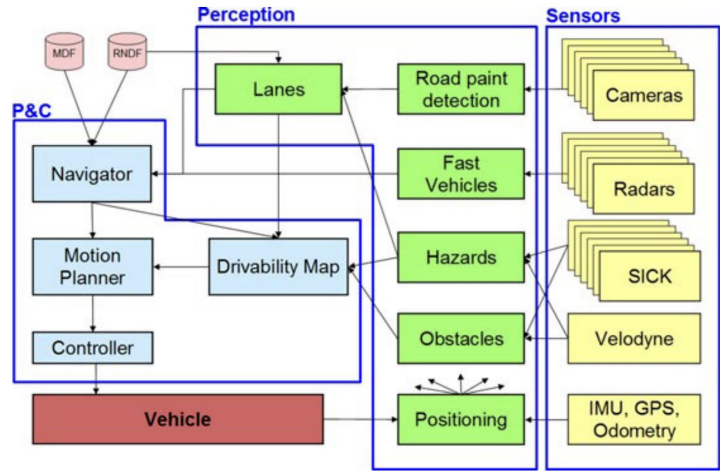 Perception
Sensors
MDF
RNDF
Lanes
Road paint
detection
Cameras
P&C
Navigator
Fast
Vehicles
Radars
Motion
Planner
Drivability Map
Hazards
SICK
Controller
Obstacles
Velodyne
Vehicle
Positioning
IMU, GPS,
Odometry